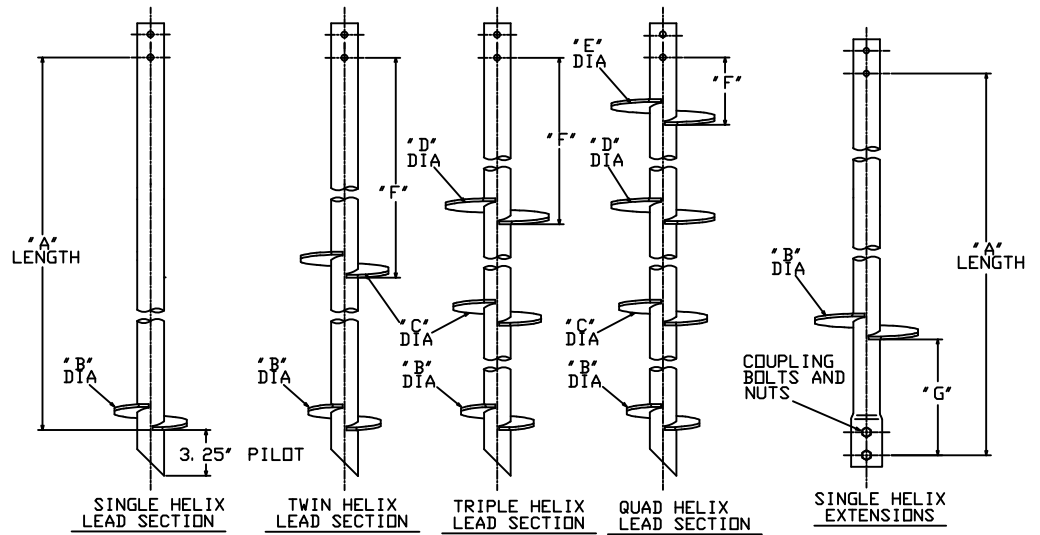 "E"
DIA
"F"
"F"
"D"
DIA
"D"
DIA
"F"
"A"
LENGTH
"A"
LENGTH
"B"
DIA
"C"
DIA
"C"
DIA
"B"
DIA
"B"
DIA
"B"
DIA
"B"
DIA
COUPLING
BOLTS AND
NUTS
"G"
3.25" PILOT
SINGLE HELIX
LEAD SECTION
TWIN HELIX
LEAD SECTION
TRIPLE HELIX
LEAD SECTION
QUAD HELIX
LEAD SECTION
SINGLE HELIX
EXTENSIONS